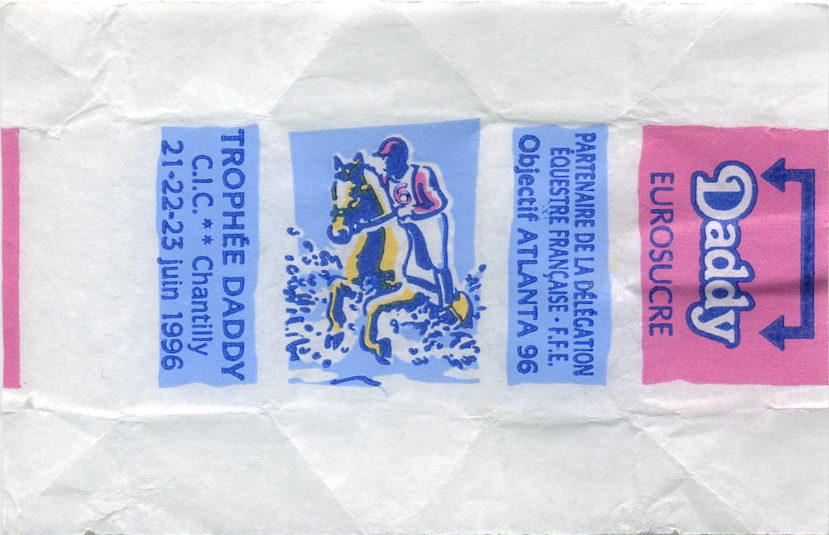 Daddy
EUROSUCRE
PARTENAIRE DE LA DÉLÉGATION
ÉQUESTRE FRANÇAISE - F.F.E.
Objectif ATLANTA 96
6
TROPHÉE DADDY
C.I.C. ** Chantilly
21-22-23 juin 1996